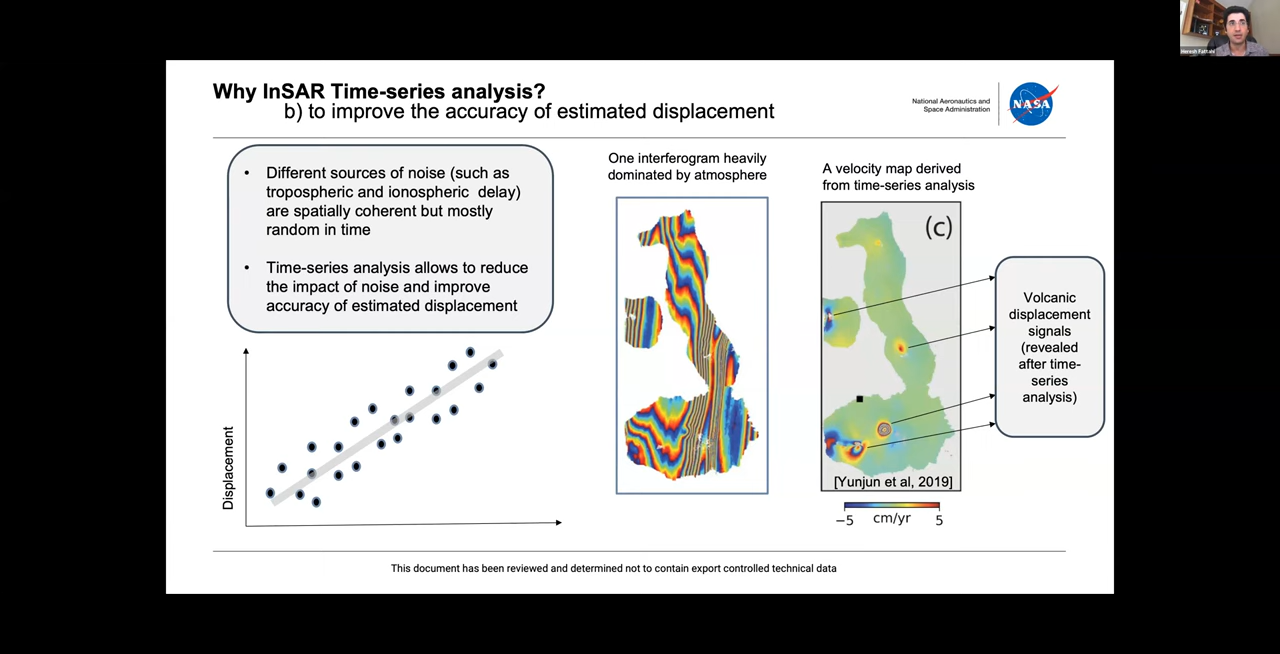 Heresh Fattahi
Why InSAR Time-series analysis?
b) to improve the accuracy of estimated displacement
National Aeronautics and
Space Administration
NASA
• Different sources of noise (such as
tropospheric and ionospheric delay)
are spatially coherent but mostly
random in time
• Time-series analysis allows to reduce
the impact of noise and improve
accuracy of estimated displacement
Displacement
One interferogram heavily
dominated by atmosphere
A velocity map derived
from time-series analysis
(c)
[Yunjun et al, 2019]
−5 cm/yr 5
Volcanic
displacement
signals
(revealed
after time-
series
analysis)
This document has been reviewed and determined not to contain export controlled technical data